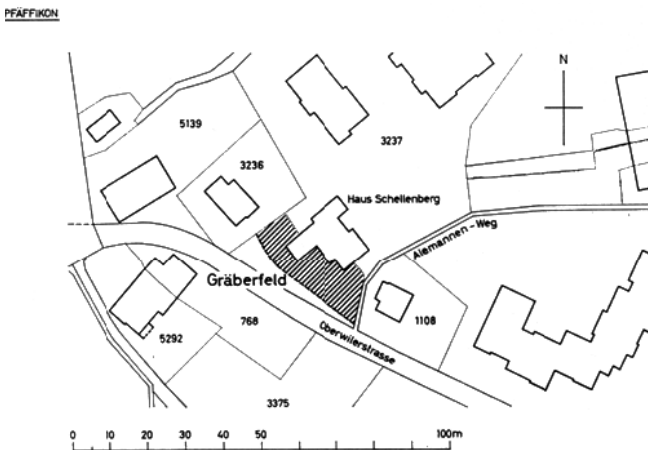 PFÄFFIKON
N
5139
3237
3236
Haus Schellenberg
Alemannen-Weg
Gräberfeld
768
1108
Oberwilerstrasse
5292
3375
0 10 20 30 40 50 100m